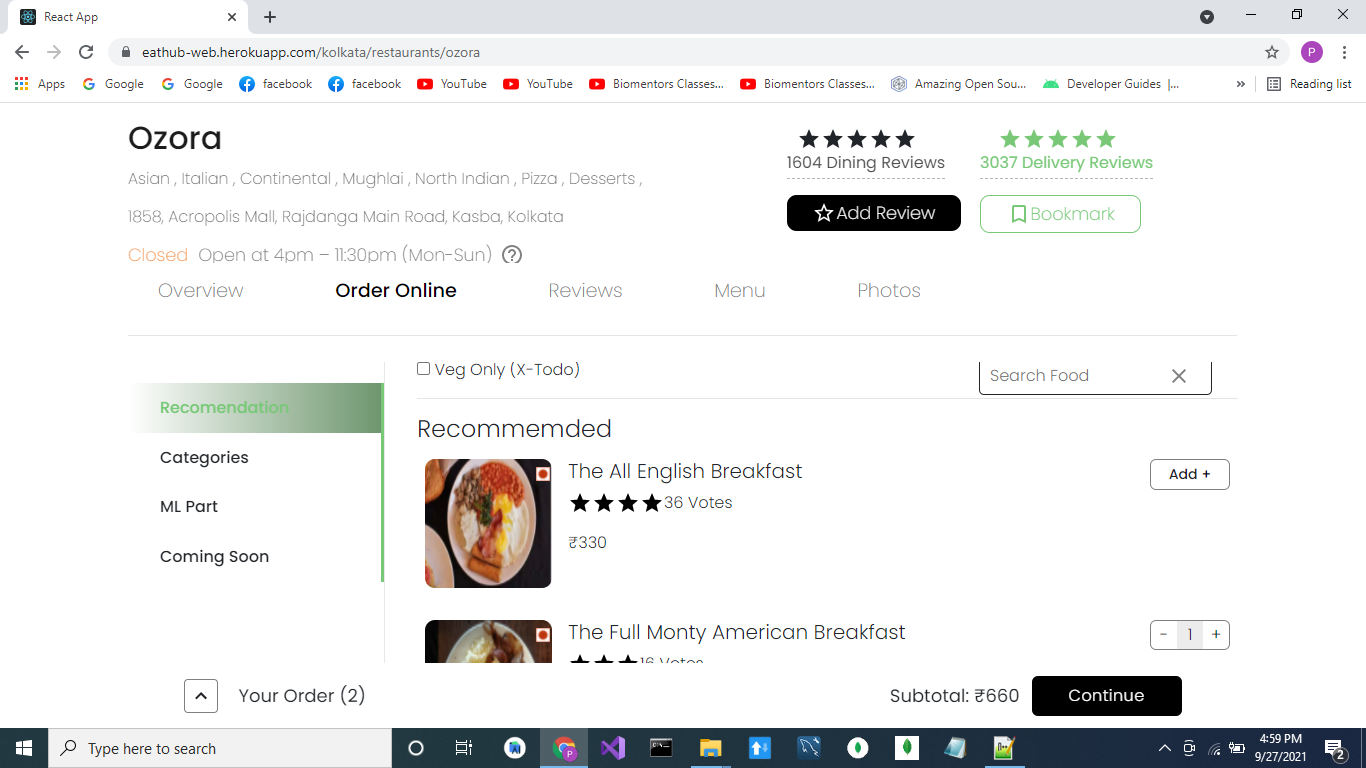 React App
eathub-web.herokuapp.com/kolkata/restaurants/ozora
P
Apps Google Google facebook facebook YouTube YouTube Biomentors Classes... Biomentors Classes... Amazing Open Sou... Developer Guides |... » Reading list
Ozora
Asian , Italian , Continental , Mughlai , North Indian , Pizza , Desserts ,
1858, Acropolis Mall, Rajdanga Main Road, Kasba, Kolkata
Closed Open at 4pm – 11:30pm (Mon-Sun)
1604 Dining Reviews
3037 Delivery Reviews
Add Review
Bookmark
Overview Order Online Reviews Menu Photos
Recomendation
Categories
ML Part
Coming Soon
Veg Only (X-Todo)
Search Food
Recommemded
The All English Breakfast
36 Votes
₹330
Add +
The Full Monty American Breakfast
16 Votes
- 1 +
Your Order (2)
Subtotal: ₹660
Continue
Type here to search
4:59 PM
9/27/2021
2